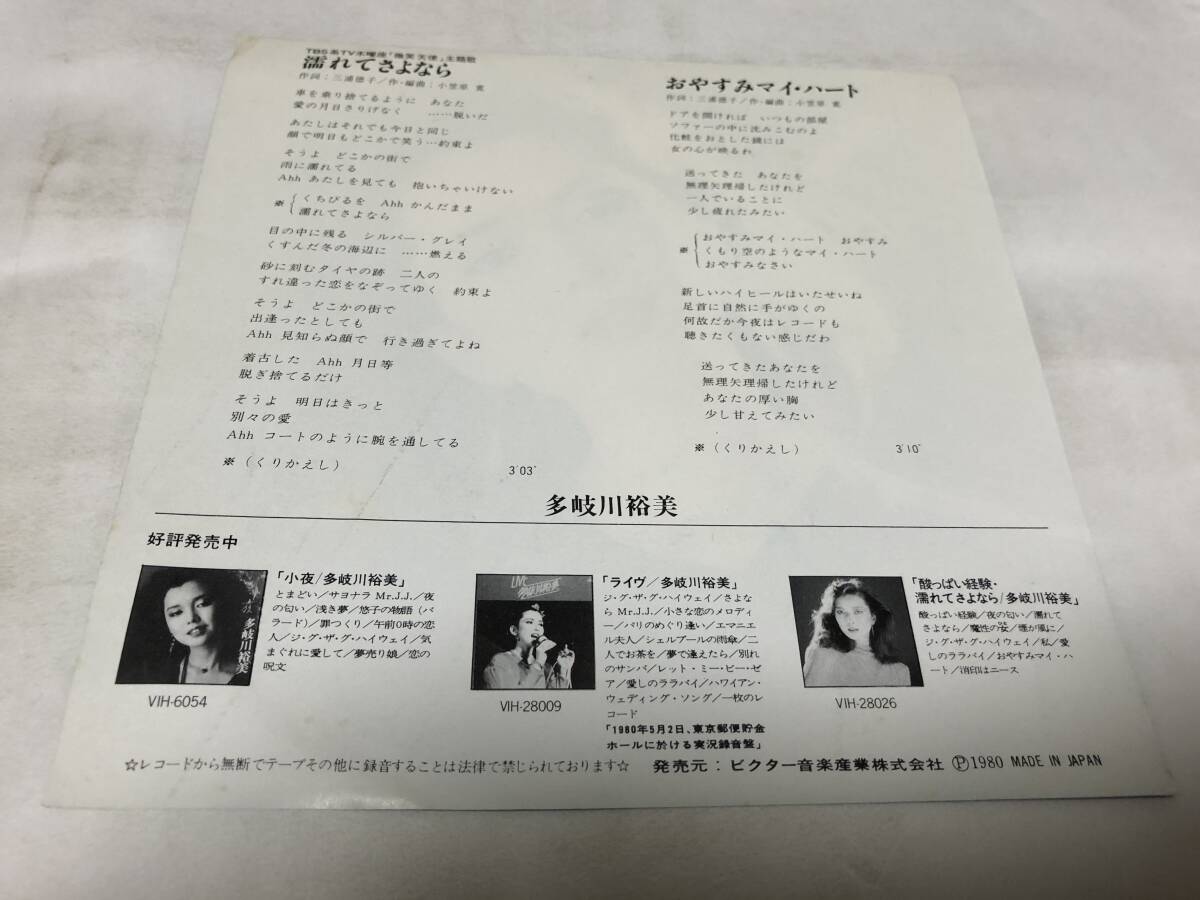 TBS系TV木曜座「微笑天使」主題歌
濡れてさよなら
作詞:三浦徳子/作・編曲:小笠原 寛
車を乗り捨てるように あなた
愛の月日さりげなく ……脱いだ
あたしはそれでも今日と同じ
顔で明日もどこかで笑う…約束よ
そうよ どこかの街で
雨に濡れてる
Ahh あたしを見ても 抱いちゃいけない
※ くちびるを Ahh かんだまま
濡れてさよなら
目の中に残る シルバー・グレイ
くすんだ冬の海辺に ……燃える
砂に刻むタイヤの跡 二人の
すれ違った恋をなぞってゆく 約束よ
そうよ どこかの街で
出逢ったとしても
Ahh 見知らぬ顔で 行き過ぎてよね
着古した Ahh 月日等
脱ぎ捨てるだけ
そうよ 明日はきっと
別々の愛
Ahh コートのように腕を通してる
※(くりかえし)
3'03"
おやすみマイ・ハート
作詞:三浦徳子/作・編曲:小笠原 寛
ドアを開ければ いつもの部屋
ソファーの中に沈みこむのよ
化粧をおとした鏡には
女の心が映るわ
送ってきた あなたを
無理矢理帰したけれど
一人でいることに
少し疲れたみたい
おやすみマイ・ハート おやすみ
※ くもり空のようなマイ・ハート
おやすみなさい
新しいハイヒールはいたせいね
足首に自然に手がゆくの
何故だか今夜はレコードも
聴きたくもない感じだわ
送ってきたあなたを
無理矢理帰したけれど
あなたの厚い胸
少し甘えてみたい
※(くりかえし)
3'10"
多岐川裕美
好評発売中
多岐川裕美
VIH-6054
「小夜/多岐川裕美」
とまどい/サヨナラ Mr.J.J./夜
の匂い/浅き夢/悠子の物語(バ
ラード)/罪つくり/午前0時の恋
人/ジ・グ・ザ・グ・ハイウェイ/気
まぐれに愛して/夢売り娘/恋の
呪文
LIVE
多岐川裕美
VIH-28009
「ライヴ/多岐川裕美」
ジ・グ・ザ・グ・ハイウェイ/さよな
ら Mr.J.J./小さな恋のメロディ
ー/パリのめぐり逢い/エマニエ
ル夫人/シェルブールの雨傘/二
人でお茶を/夢で逢えたら/別れ
のサンバ/レット・ミー・ビー・ゼ
ア/愛しのララバイ/ハワイアン・
ウェディング・ソング/一枚のレ
コード
「1980年5月2日、東京郵便貯金
ホールに於ける実況録音盤」
VIH-28026
「酸っぱい経験・
濡れてさよなら/多岐川裕美」
酸っぱい経験/夜の匂い/濡れて
さよなら/魔性の女/煙が風に/
ジ・グ・ザ・グ・ハイウェイ/私/愛
しのララバイ/おやすみマイ・ハ
ート/消印はニース
☆レコードから無断でテープその他に録音することは法律で禁じられております☆ 発売元:ビクター音楽産業株式会社 Ⓟ1980 MADE IN JAPAN